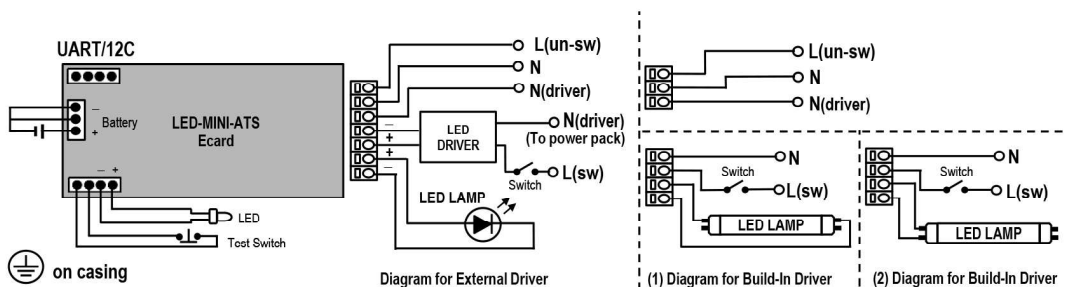 UART/12C
Battery
−
+
LED-MINI-ATS
Ecard
− +
LED
Test Switch
on casing
L(un-sw)
N
N(driver)
−
+
+
−
LED
DRIVER
N(driver)
(To power pack)
Switch
L(sw)
LED LAMP
Diagram for External Driver
L(un-sw)
N
N(driver)
N
Switch
L(sw)
LED LAMP
(1) Diagram for Build-In Driver
N
Switch
L(sw)
LED LAMP
(2) Diagram for Build-In Driver